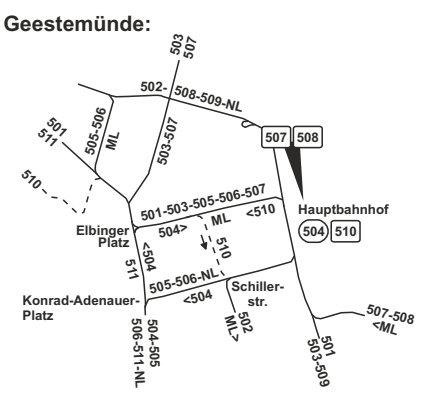 Geestemünde:
503
507
502-
508-509-NL
505-506
ML
501
511
503-507
507
508
510
501-503-505-506-507
ML
<510
Hauptbahnhof
504
510
Elbinger
Platz
504>
510
<504
511
505-506-NL
<504
Schiller-
str.
Konrad-Adenauer-
Platz
502
ML>
504-505
506-511-NL
507-508
<ML
501
503-509